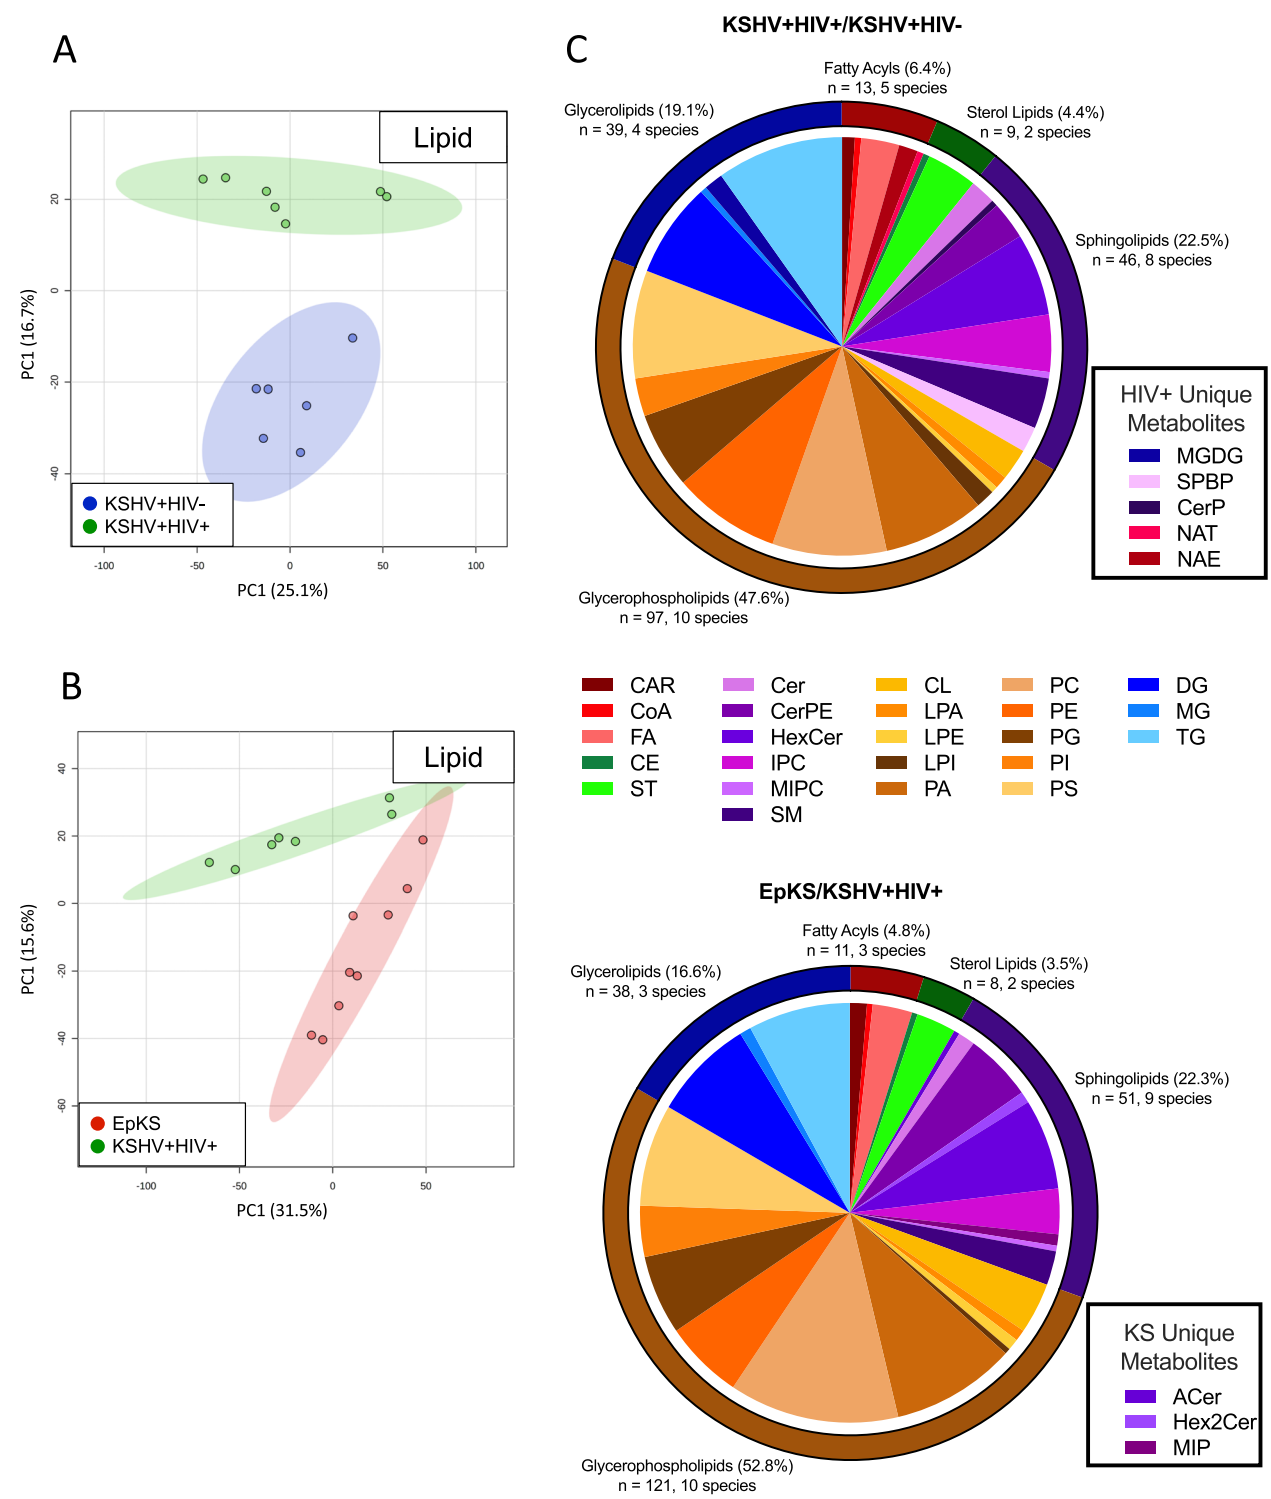 A
Lipid
20
0
-20
-40
PC1 (16.7%)
KSHV+HIV-
KSHV+HIV+
-100
-50
0
50
100
PC1 (25.1%)
B
Lipid
40
20
0
-20
-40
-60
PC1 (15.6%)
EpKS
KSHV+HIV+
-100
-50
0
50
PC1 (31.5%)
C
KSHV+HIV+/KSHV+HIV-
Fatty Acyls (6.4%)
n = 13, 5 species
Sterol Lipids (4.4%)
n = 9, 2 species
Glycerolipids (19.1%)
n = 39, 4 species
Sphingolipids (22.5%)
n = 46, 8 species
Glycerophospholipids (47.6%)
n = 97, 10 species
HIV+ Unique
Metabolites
MGDG
SPBP
CerP
NAT
NAE
CAR
CoA
FA
CE
ST
Cer
CerPE
HexCer
IPC
MIPC
SM
CL
LPA
LPE
LPI
PA
PC
PE
PG
PI
PS
DG
MG
TG
EpKS/KSHV+HIV+
Fatty Acyls (4.8%)
n = 11, 3 species
Sterol Lipids (3.5%)
n = 8, 2 species
Glycerolipids (16.6%)
n = 38, 3 species
Sphingolipids (22.3%)
n = 51, 9 species
Glycerophospholipids (52.8%)
n = 121, 10 species
KS Unique
Metabolites
ACer
Hex2Cer
MIP